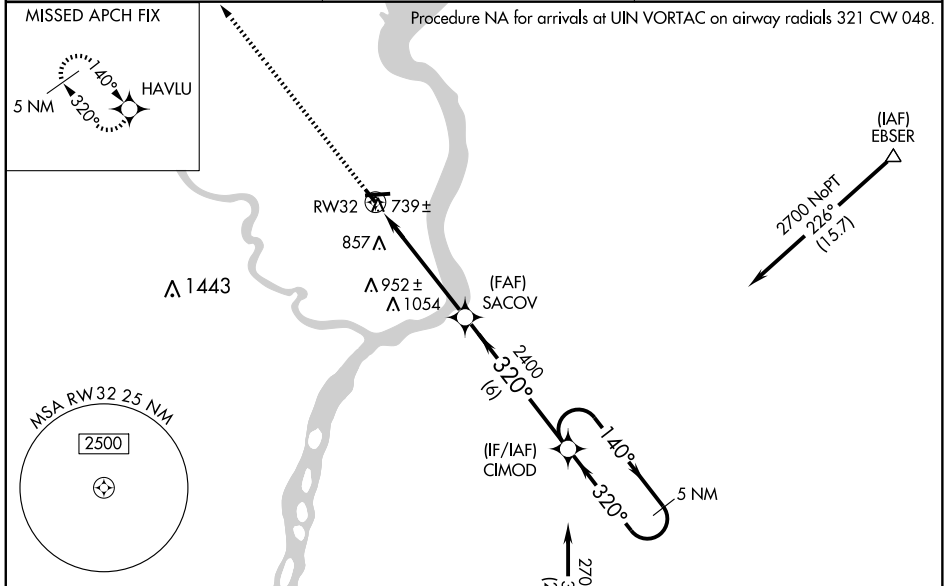 MISSED APCH FIX
Procedure NA for arrivals at UIN VORTAC on airway radials 321 CW 048.
140°
HAVLU
5 NM
320°
(IAF)
EBSER
2700 NoPT
226°
(15.7)
RW32
739±
857
952±
1054
1443
(FAF)
SACOV
2400
320°
(6)
MSA RW32 25 NM
2500
(IF/IAF)
CIMOD
140°
320°
5 NM